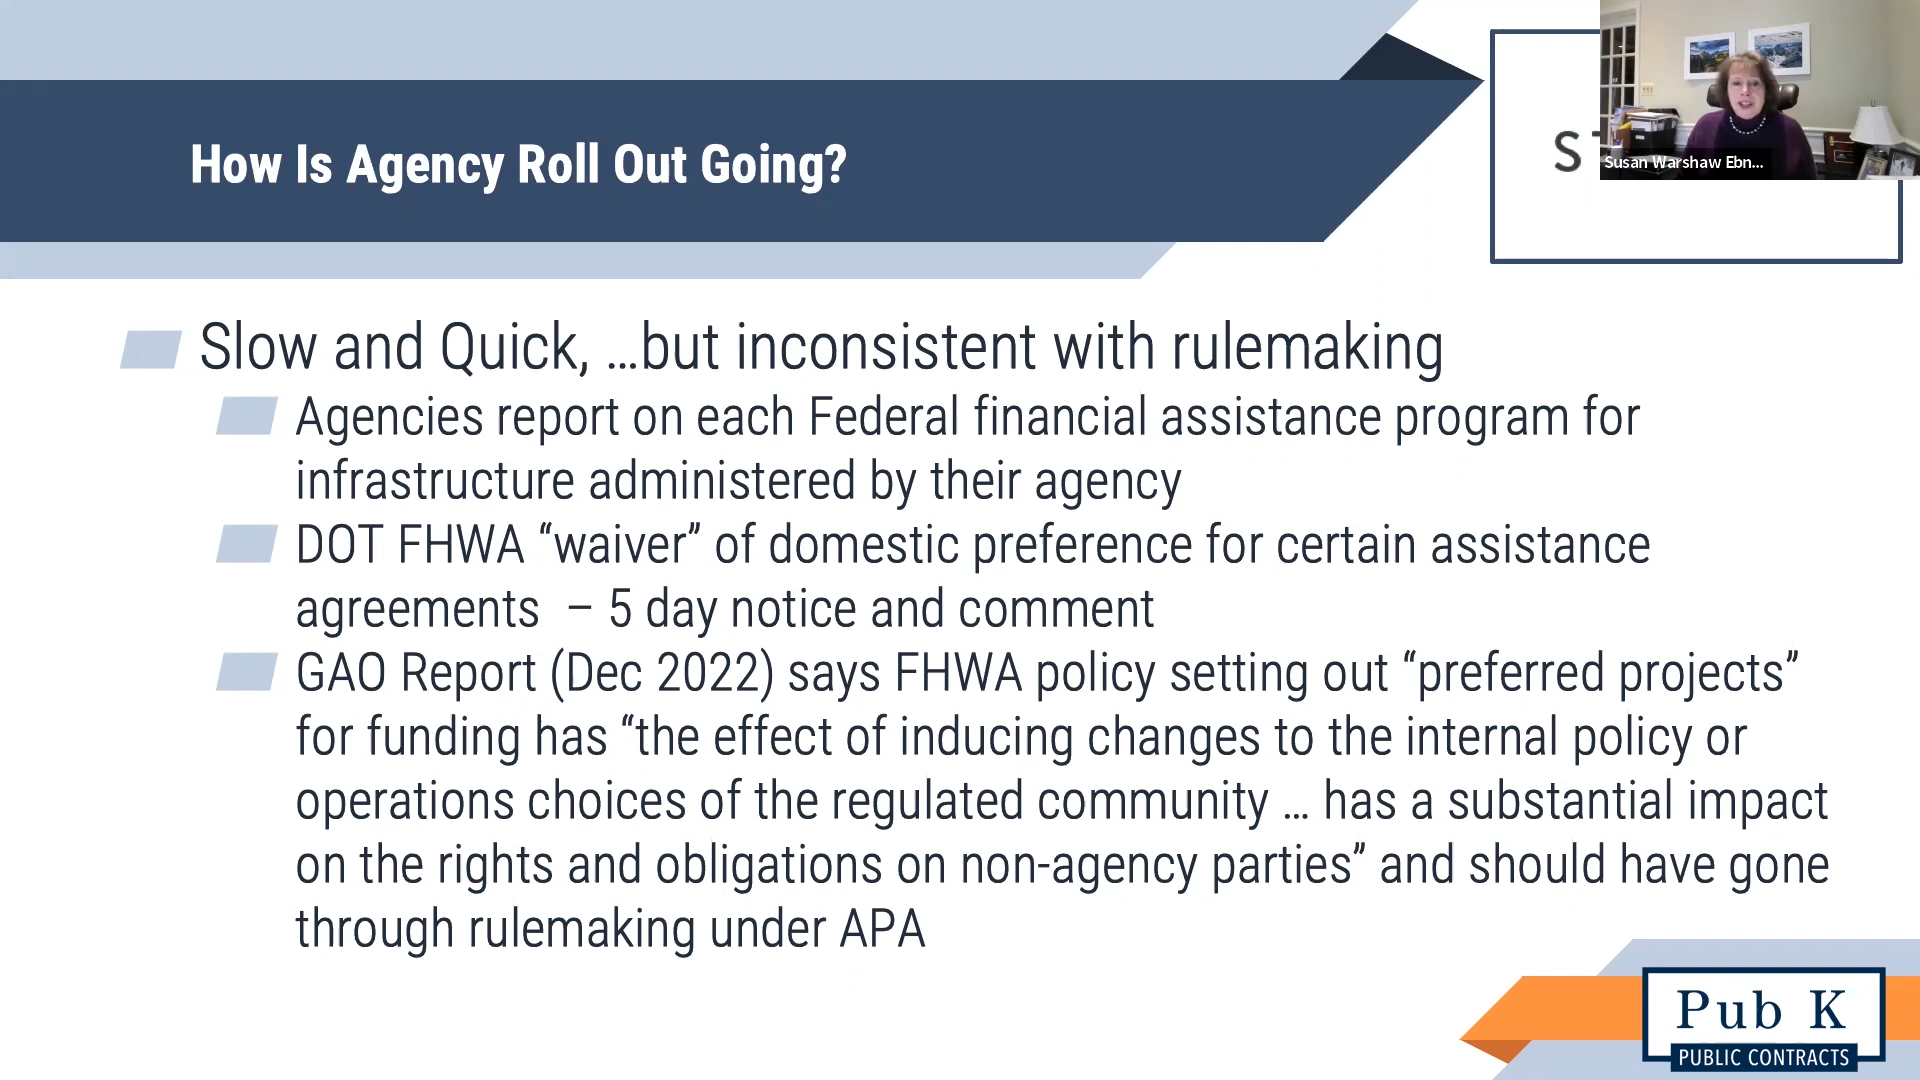 How Is Agency Roll Out Going?
S
Susan Warshaw Ebn...
Slow and Quick, ...but inconsistent with rulemaking
Agencies report on each Federal financial assistance program for
infrastructure administered by their agency
DOT FHWA “waiver” of domestic preference for certain assistance
agreements – 5 day notice and comment
GAO Report (Dec 2022) says FHWA policy setting out “preferred projects”
for funding has “the effect of inducing changes to the internal policy or
operations choices of the regulated community ... has a substantial impact
on the rights and obligations on non-agency parties” and should have gone
through rulemaking under APA
Pub K
PUBLIC CONTRACTS